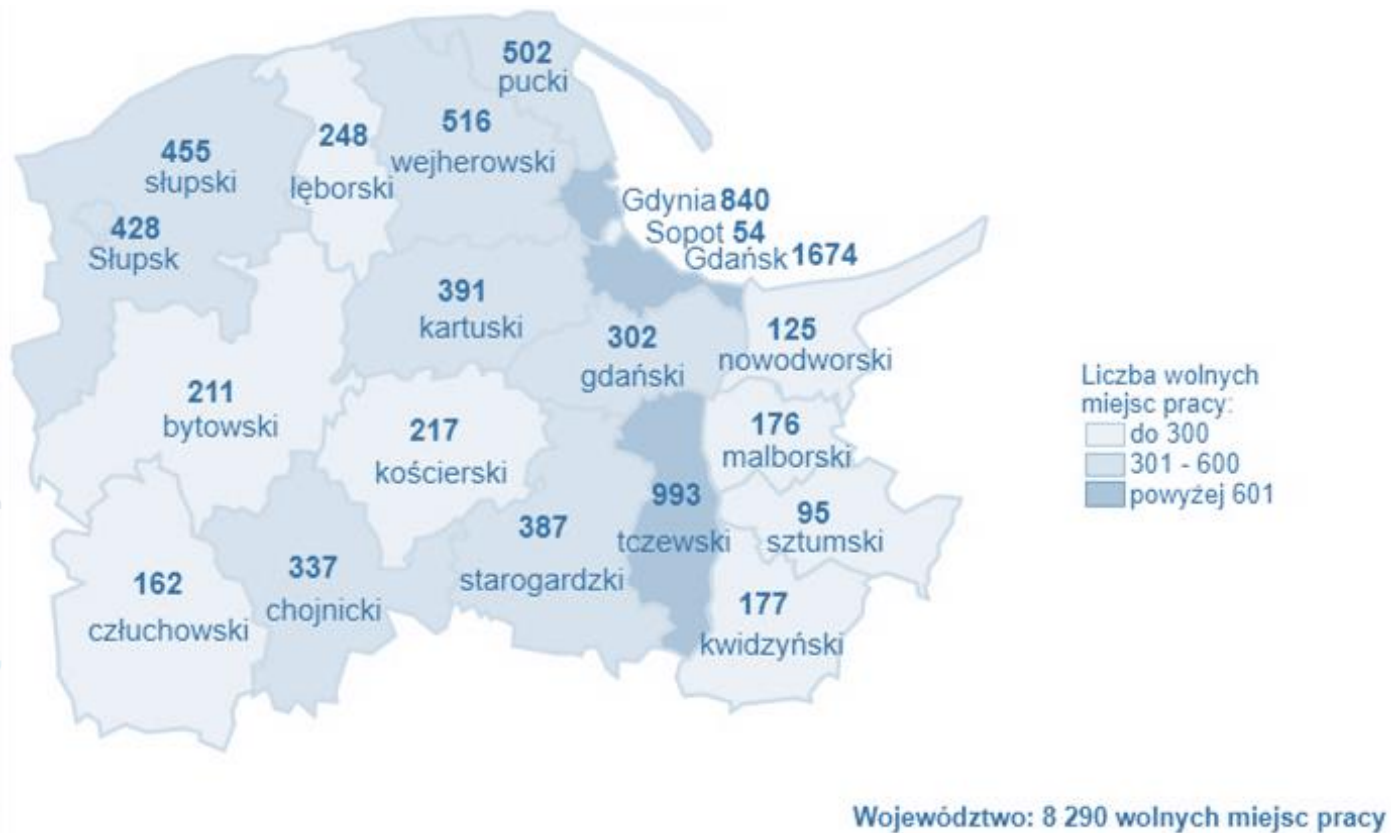 502
pucki
516
wejherowski
248
lęborski
455
słupski
428
Słupsk
Gdynia 840
Sopot 54
Gdańsk 1674
391
kartuski
302
gdański
125
nowodworski
211
bytowski
217
kościerski
176
malborski
993
tczewski
95
sztumski
387
starogardzki
337
chojnicki
162
człuchowski
177
kwidzyński
Liczba wolnych
miejsc pracy:
do 300
301 - 600
powyżej 601
Województwo: 8 290 wolnych miejsc pracy